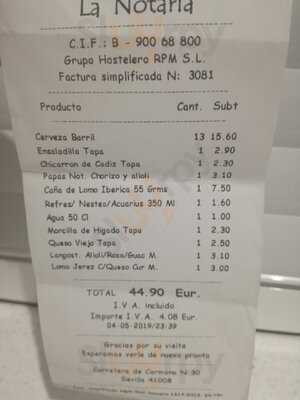 La Notaria
C.I.F.: B - 900 68 800
Grupo Hostelero RPM S.L.
Factura simplificada N: 3081
Producto Cant. Subt
Cerveza Barril 13 15.60
Ensaladilla Tapa 1 2.90
Chicarron de Cadiz Tapa 1 2.30
Papas Nat. Chorizo y alioli 1 3.10
Caña de Lomo Iberica 55 Grms 1 7.50
Refres/ Nestea/Acuarius 350 Ml 1 1.60
Agua 50 Cl 1 1.00
Morcilla de Higado Tapa 1 2.30
Queso Viejo Tapa 1 2.50
Langost. Alioli/Rosa/Guac M. 1 3.10
Lomo Jerez C/Queso Cur M. 1 3.00
TOTAL 44.90 Eur.
I.V.A. incluido
Importe I.V.A. 4.08 Eur.
04-05-2019/23:39
Gracias por su visita
Esperamos verle de nuevo pronto
Carretera de Carmona N:30
Sevilla 41008